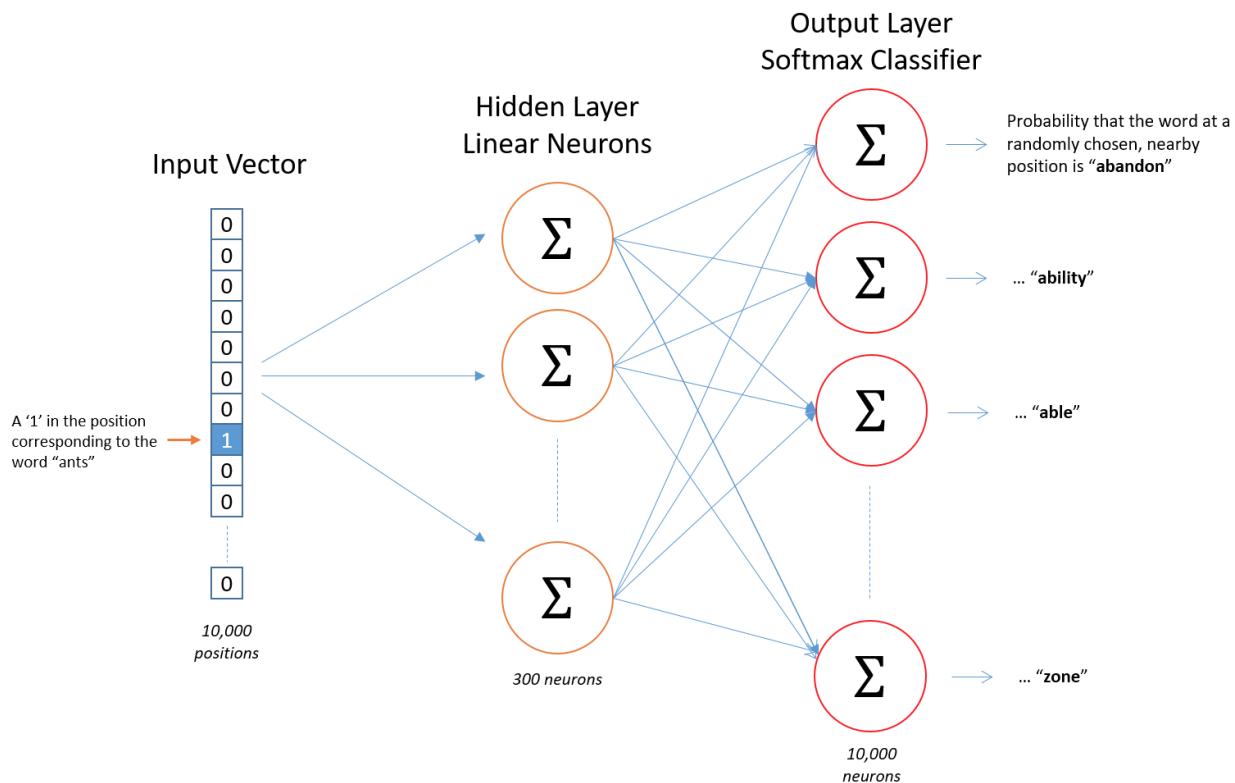 Output Layer
Softmax Classifier
Hidden Layer
Linear Neurons
Input Vector
0
0
0
0
0
0
0
1
0
0
0
A ‘1’ in the position
corresponding to the
word “ants”
10,000
positions
Σ
Σ
Σ
300 neurons
Σ
Σ
Σ
Σ
10,000
neurons
Probability that the word at a
randomly chosen, nearby
position is “abandon”
... “ability”
... “able”
... “zone”